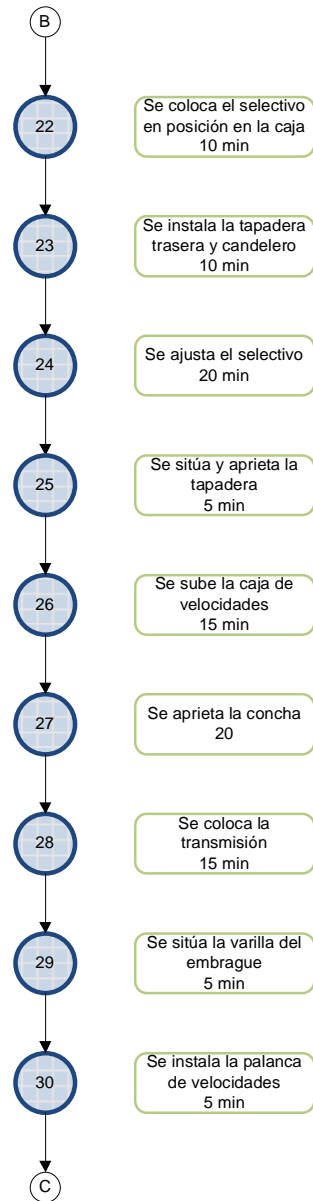 B
22
Se coloca el selectivo
en posición en la caja
10 min
23
Se instala la tapadera
trasera y candelero
10 min
24
Se ajusta el selectivo
20 min
25
Se sitúa y aprieta la
tapadera
5 min
26
Se sube la caja de
velocidades
15 min
27
Se aprieta la concha
20
28
Se coloca la
transmisión
15 min
29
Se sitúa la varilla del
embrague
5 min
30
Se instala la palanca
de velocidades
5 min
C